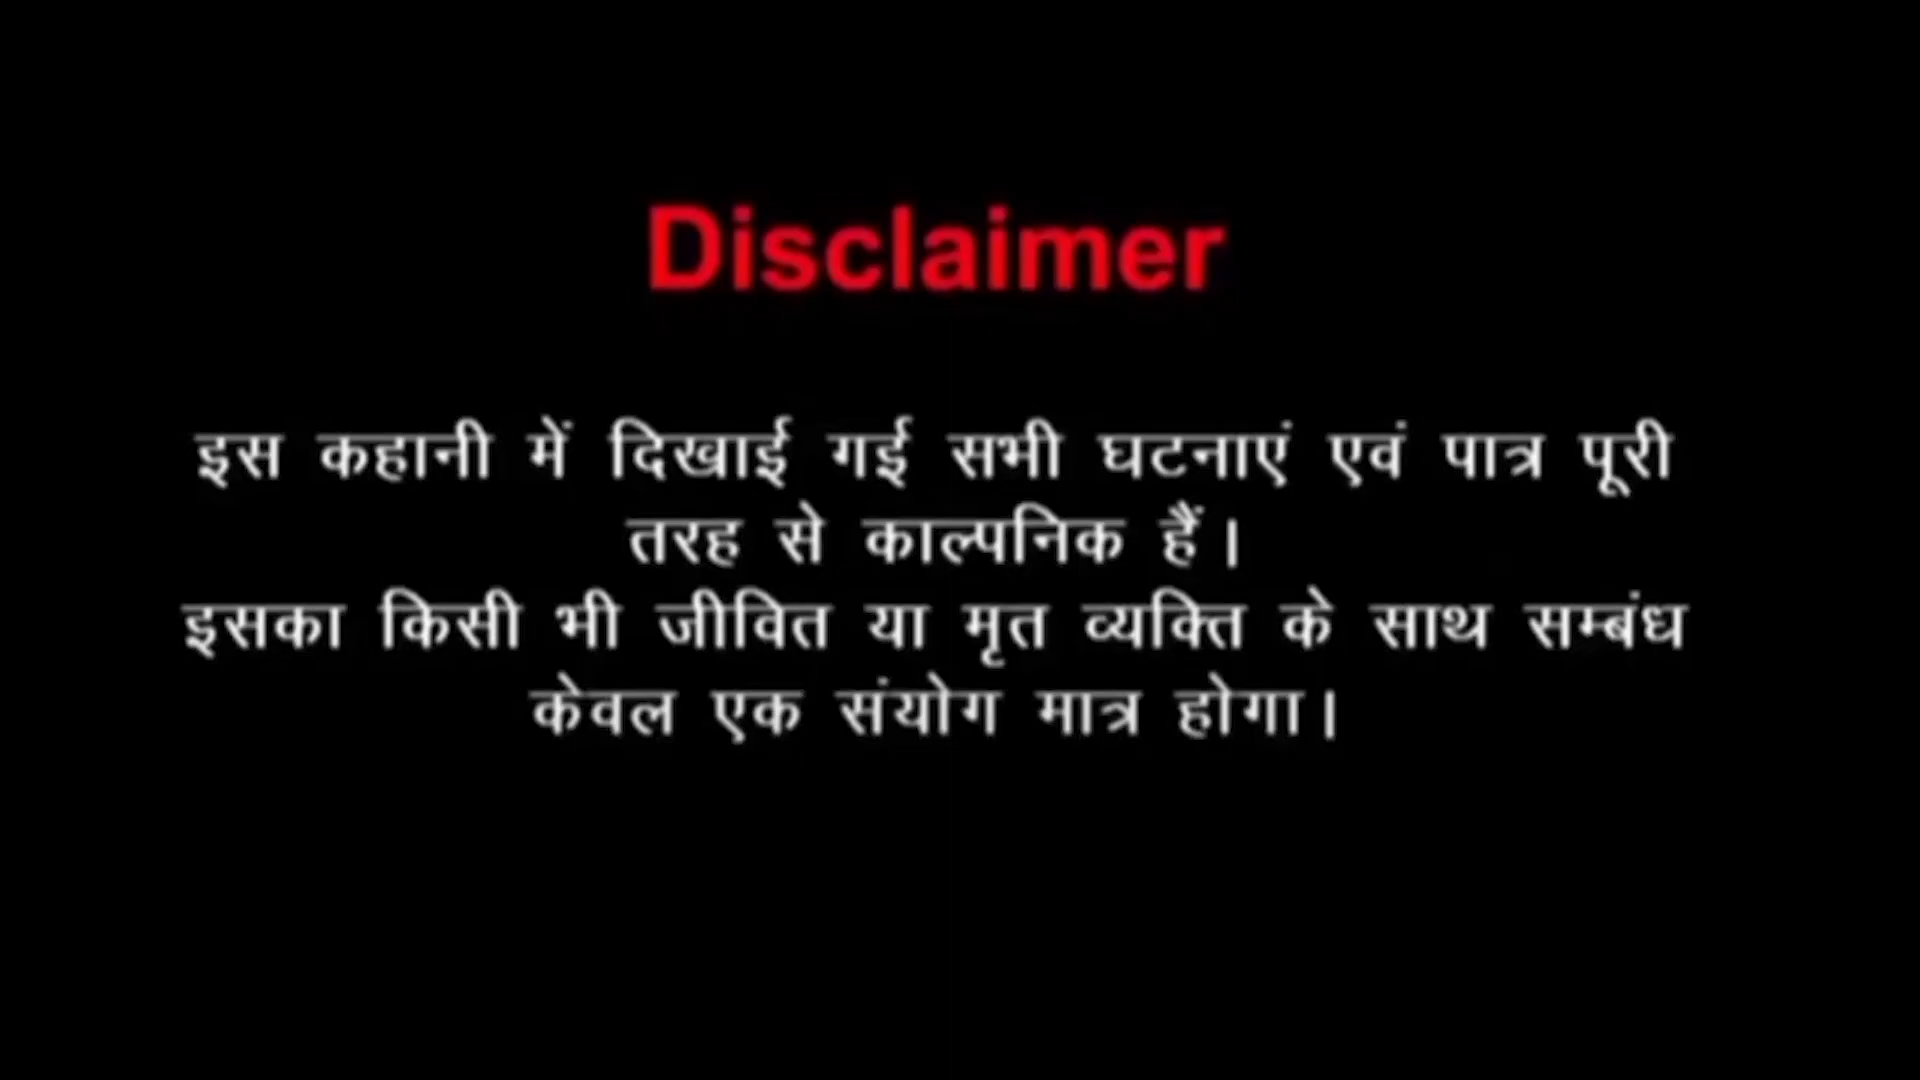 Disclaimer
इस कहानी में दिखाई गई सभी घटनाएं एवं पात्र पूरी
तरह से काल्पनिक हैं।
इसका किसी भी जीवित या मृत व्यक्ति के साथ सम्बंध
केवल एक संयोग मात्र होगा।